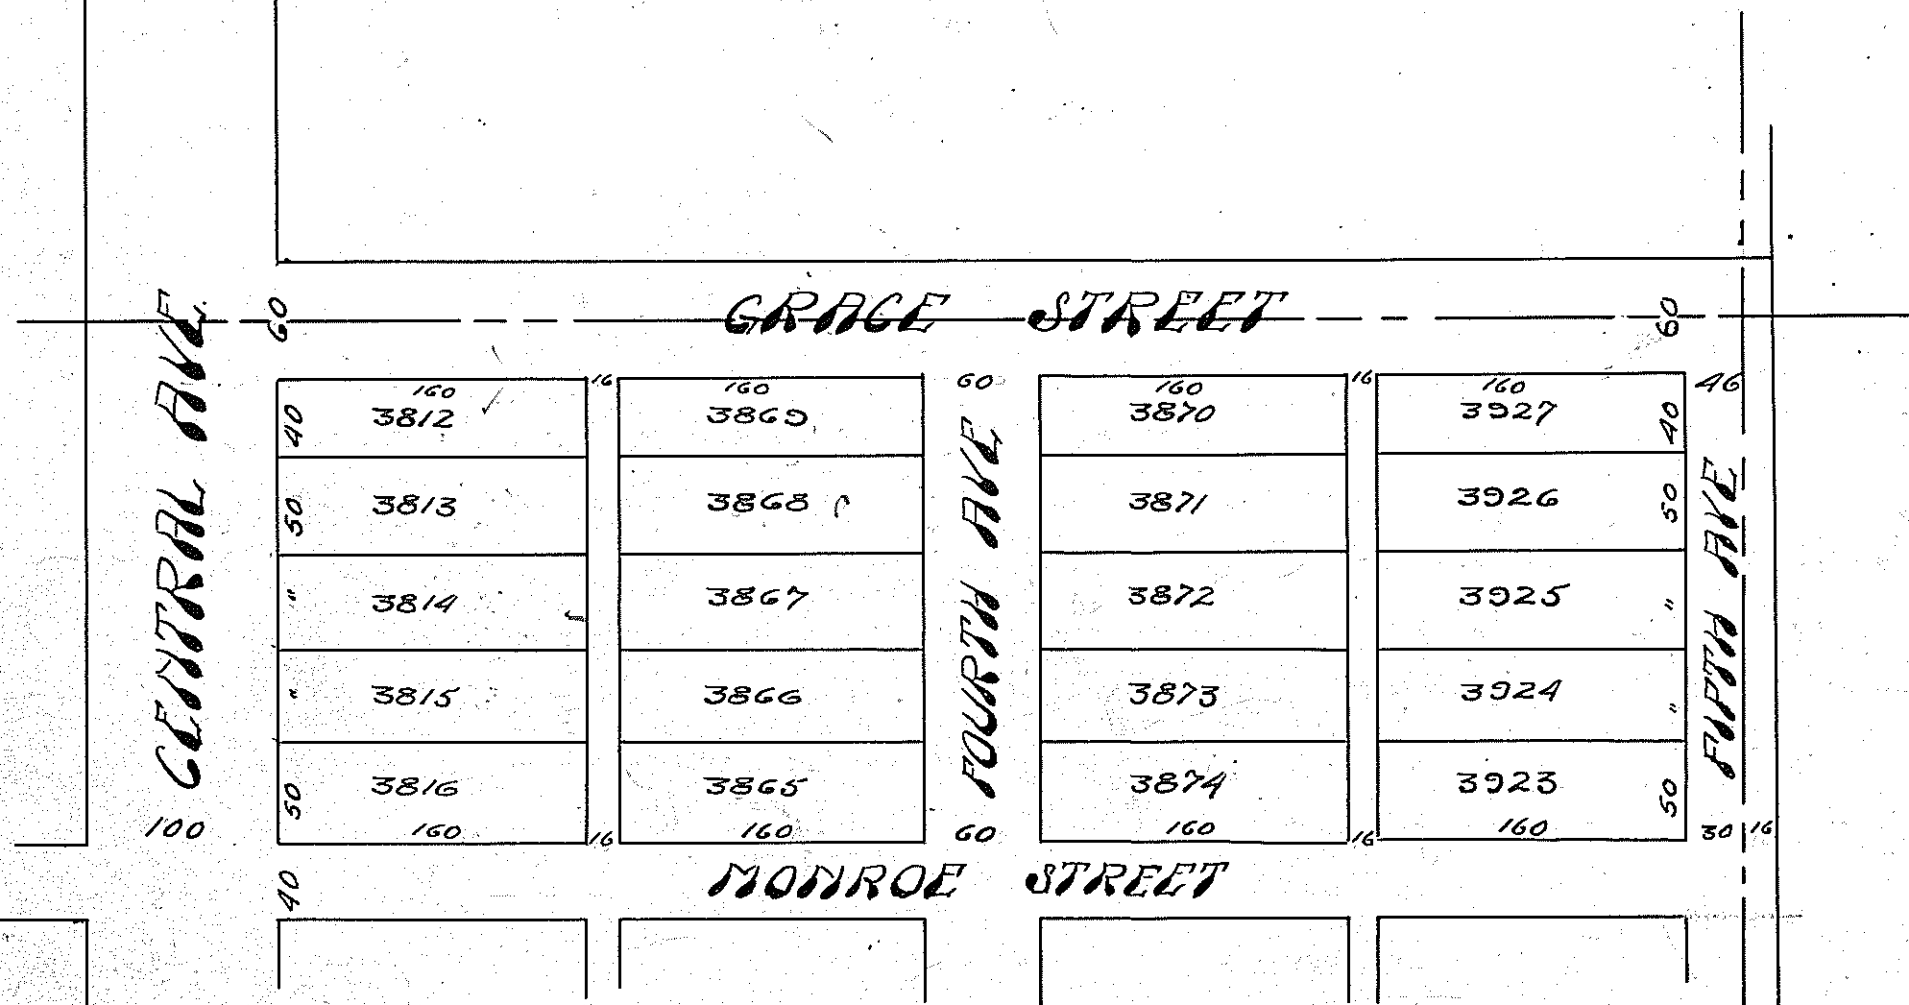 GRACE STREET
60 60
CENTRAL AVE.
FOURTH AVE
FIFTH AVE
160 16 160 60 160 16 160 46
40 3812 3869 3870 3927 40
50 3813 3868 3871 3926 50
" 3814 3867 3872 3925 "
" 3815 3866 3873 3924 "
50 3816 3865 3874 3923 50
100 160 16 160 60 160 16 160 30 16
40 MONROE STREET